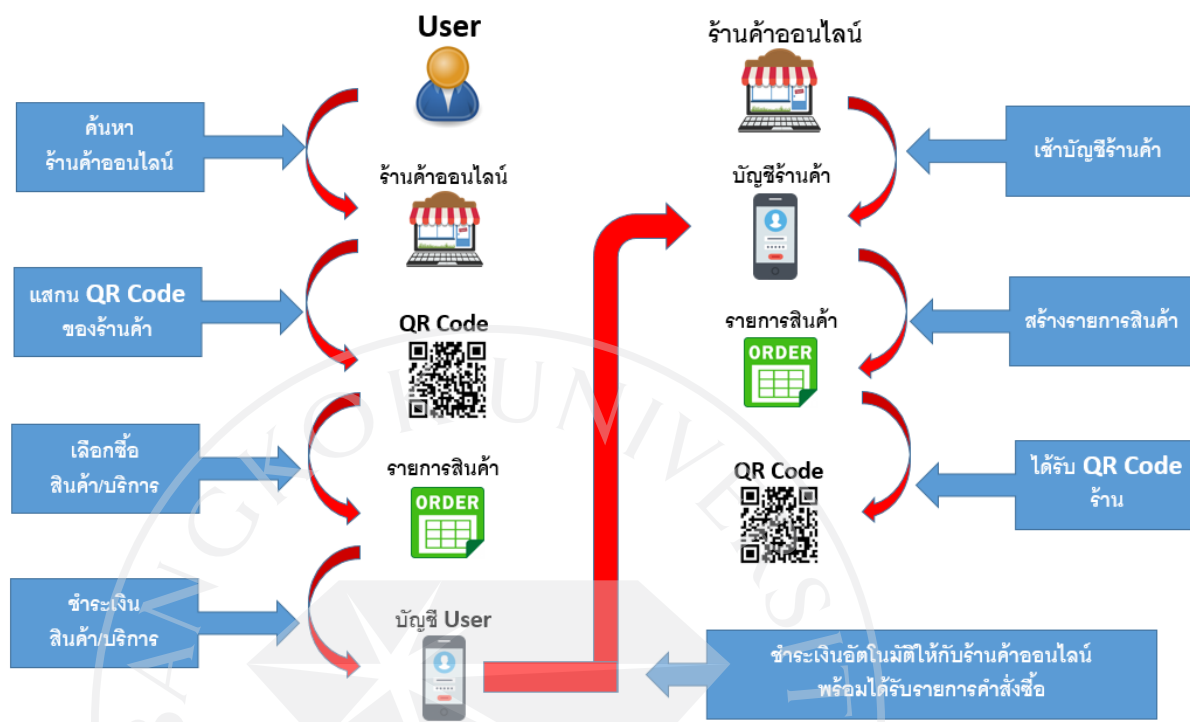 User
ค้นหา
ร้านค้าออนไลน์
ร้านค้าออนไลน์
แสกน QR Code
ของร้านค้า
QR Code
เลือกซื้อ
สินค้า/บริการ
รายการสินค้า
ORDER
ชำระเงิน
สินค้า/บริการ
บัญชี User
ร้านค้าออนไลน์
เข้าบัญชีร้านค้า
บัญชีร้านค้า
สร้างรายการสินค้า
รายการสินค้า
ORDER
ได้รับ QR Code
ร้าน
QR Code
ชำระเงินอัตโนมัติให้กับร้านค้าออนไลน์
พร้อมได้รับรายการคำสั่งซื้อ
BANGKOK UNIVERSIT